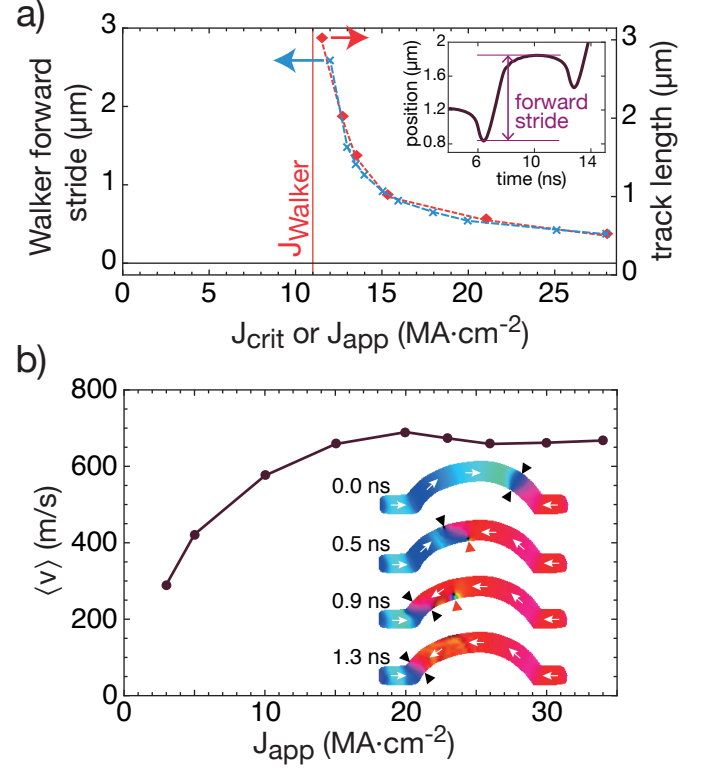 a)
3
2
1
0
Walker forward
stride (μm)
J_Walker
3
2
1
0
track length (μm)
2
1.6
1.2
0.8
position (μm)
forward
stride
6
10
14
time (ns)
0
5
10
15
20
25
J_crit or J_app (MA·cm⁻²)
b)
800
600
400
200
0
⟨v⟩ (m/s)
0.0 ns
0.5 ns
0.9 ns
1.3 ns
0
10
20
30
J_app (MA·cm⁻²)